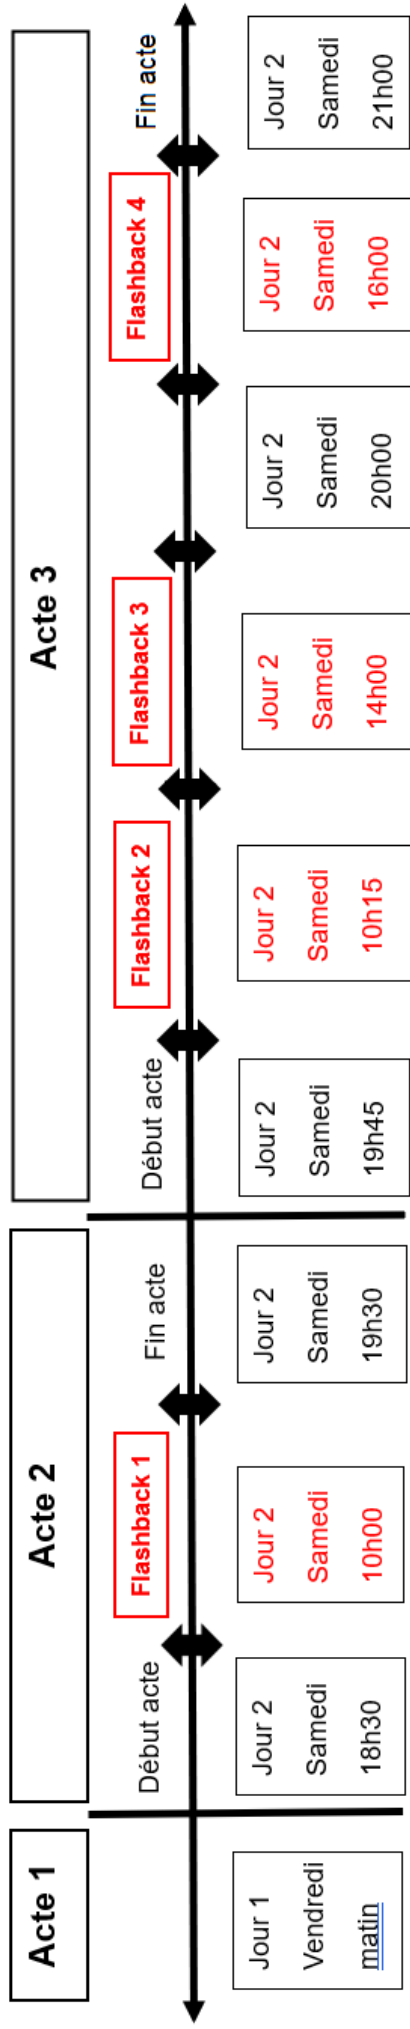 Acte 1
Acte 2
Acte 3
Début acte
Flashback 1
Fin acte
Début acte
Flashback 2
Flashback 3
Flashback 4
Fin acte
Jour 1
Vendredi
matin
Jour 2
Samedi
18h30
Jour 2
Samedi
10h00
Jour 2
Samedi
19h30
Jour 2
Samedi
19h45
Jour 2
Samedi
10h15
Jour 2
Samedi
14h00
Jour 2
Samedi
20h00
Jour 2
Samedi
16h00
Jour 2
Samedi
21h00